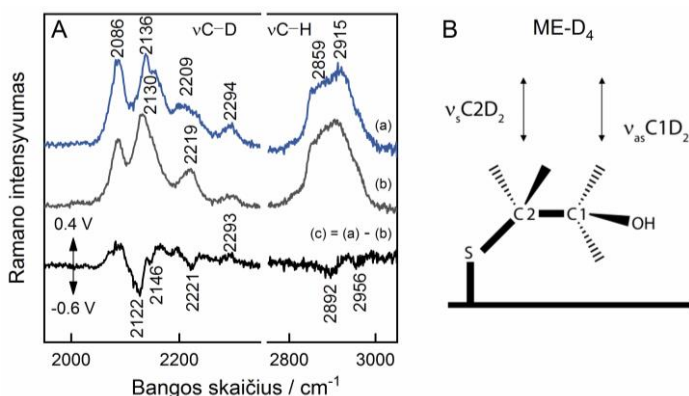 A
νC−D
νC−H
2086
2136
2130
2209
2219
2294
2859
2915
(a)
(b)
(c) = (a) - (b)
0.4 V
-0.6 V
2122
2146
2221
2293
2892
2956
2000
2200
2800
3000
Ramano intensyvumas
Bangos skaičius / cm⁻¹
B
ME-D₄
νₛC2D₂
νₐₛC1D₂
C2
C1
OH
S